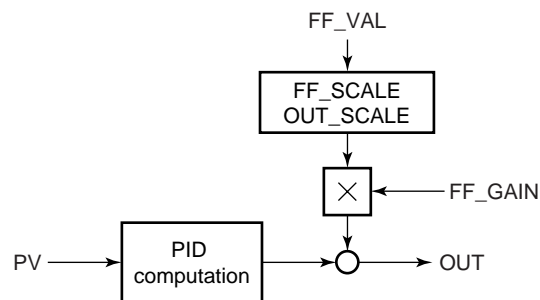 FF_VAL
FF_SCALE
OUT_SCALE
×
FF_GAIN
PV
PID
computation
OUT